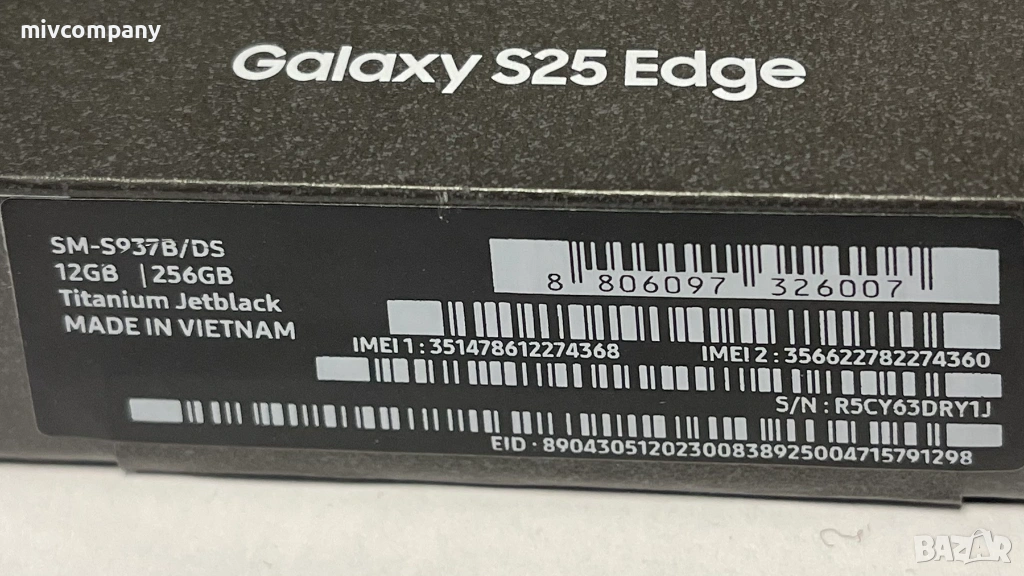 mivcompany
Galaxy S25 Edge
SM-S937B/DS
12GB | 256GB
Titanium Jetblack
MADE IN VIETNAM
8 806097 326007
IMEI 1 : 351478612274368 IMEI 2 : 356622782274360
S/N : R5CY63DRY1J
EID : 89043051202300838925004715791298
BAZAR